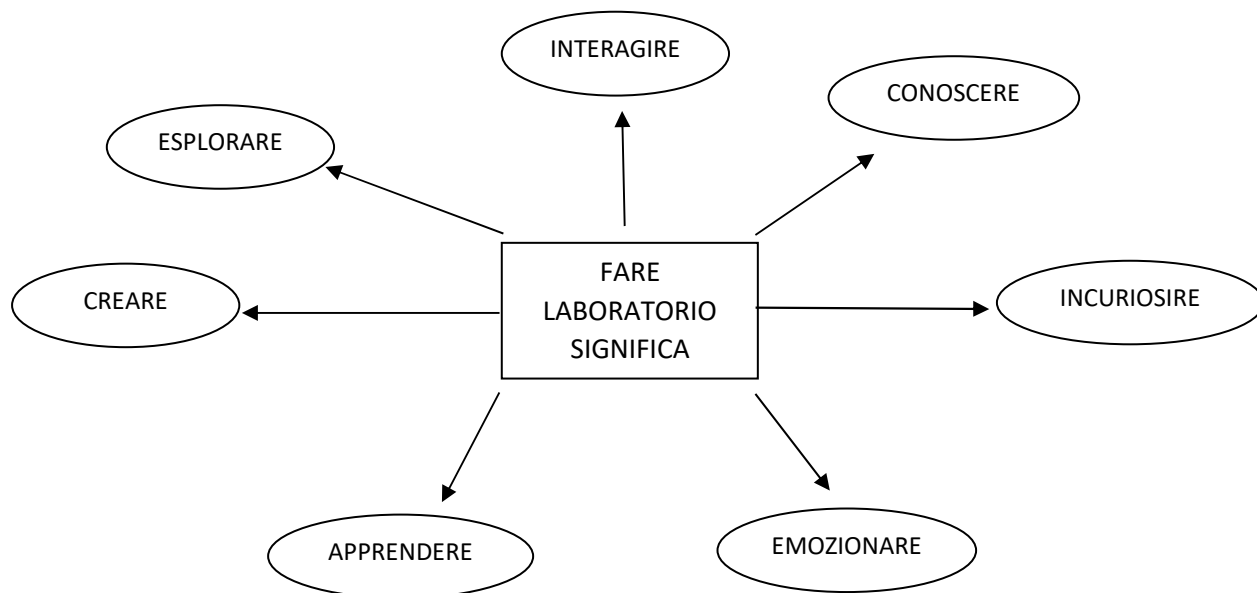 INTERAGIRE
CONOSCERE
ESPLORARE
CREARE
FARE
LABORATORIO
SIGNIFICA
INCURIOSIRE
APPRENDERE
EMOZIONARE